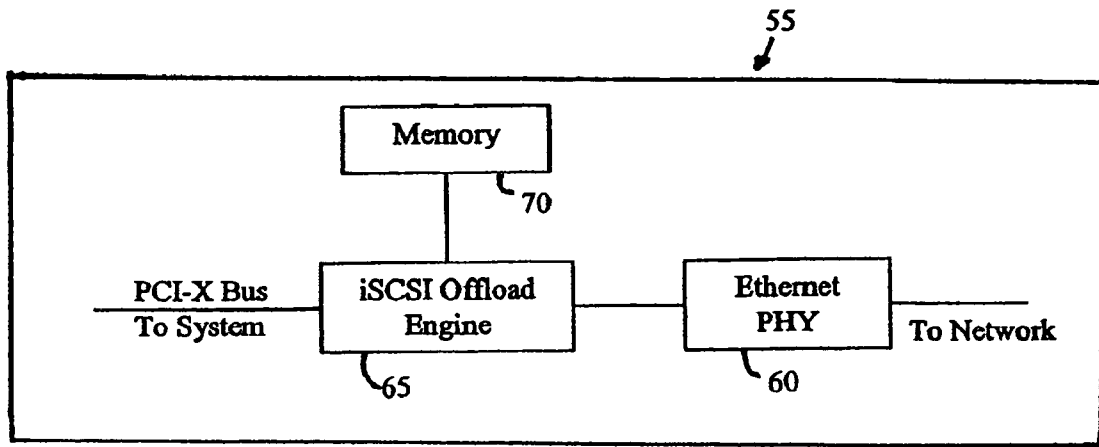 55
Memory
70
PCI-X Bus
To System
iSCSI Offload
Engine
65
Ethernet
PHY
60
To Network